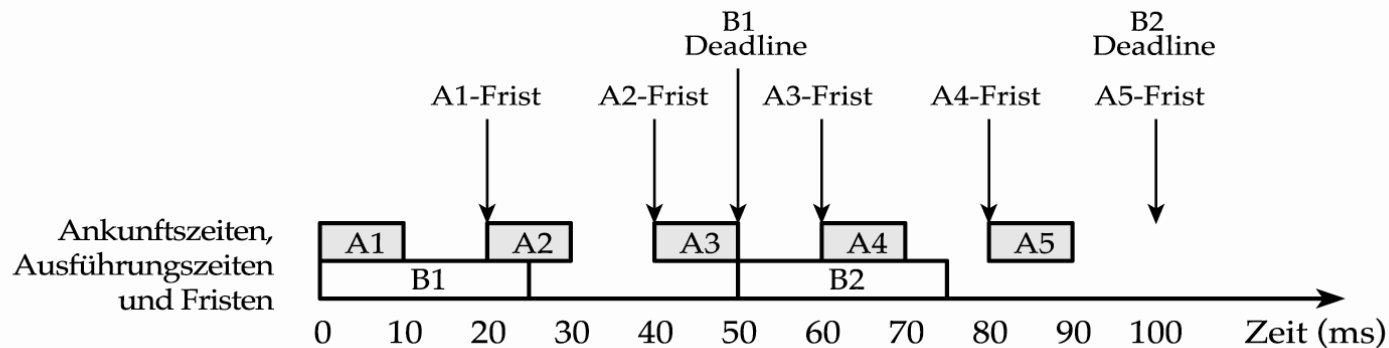 B1
Deadline
B2
Deadline
A1-Frist
A2-Frist
A3-Frist
A4-Frist
A5-Frist
Ankunftszeiten,
Ausführungszeiten
und Fristen
A1
A2
A3
A4
A5
B1
B2
0 10 20 30 40 50 60 70 80 90 100 Zeit (ms)